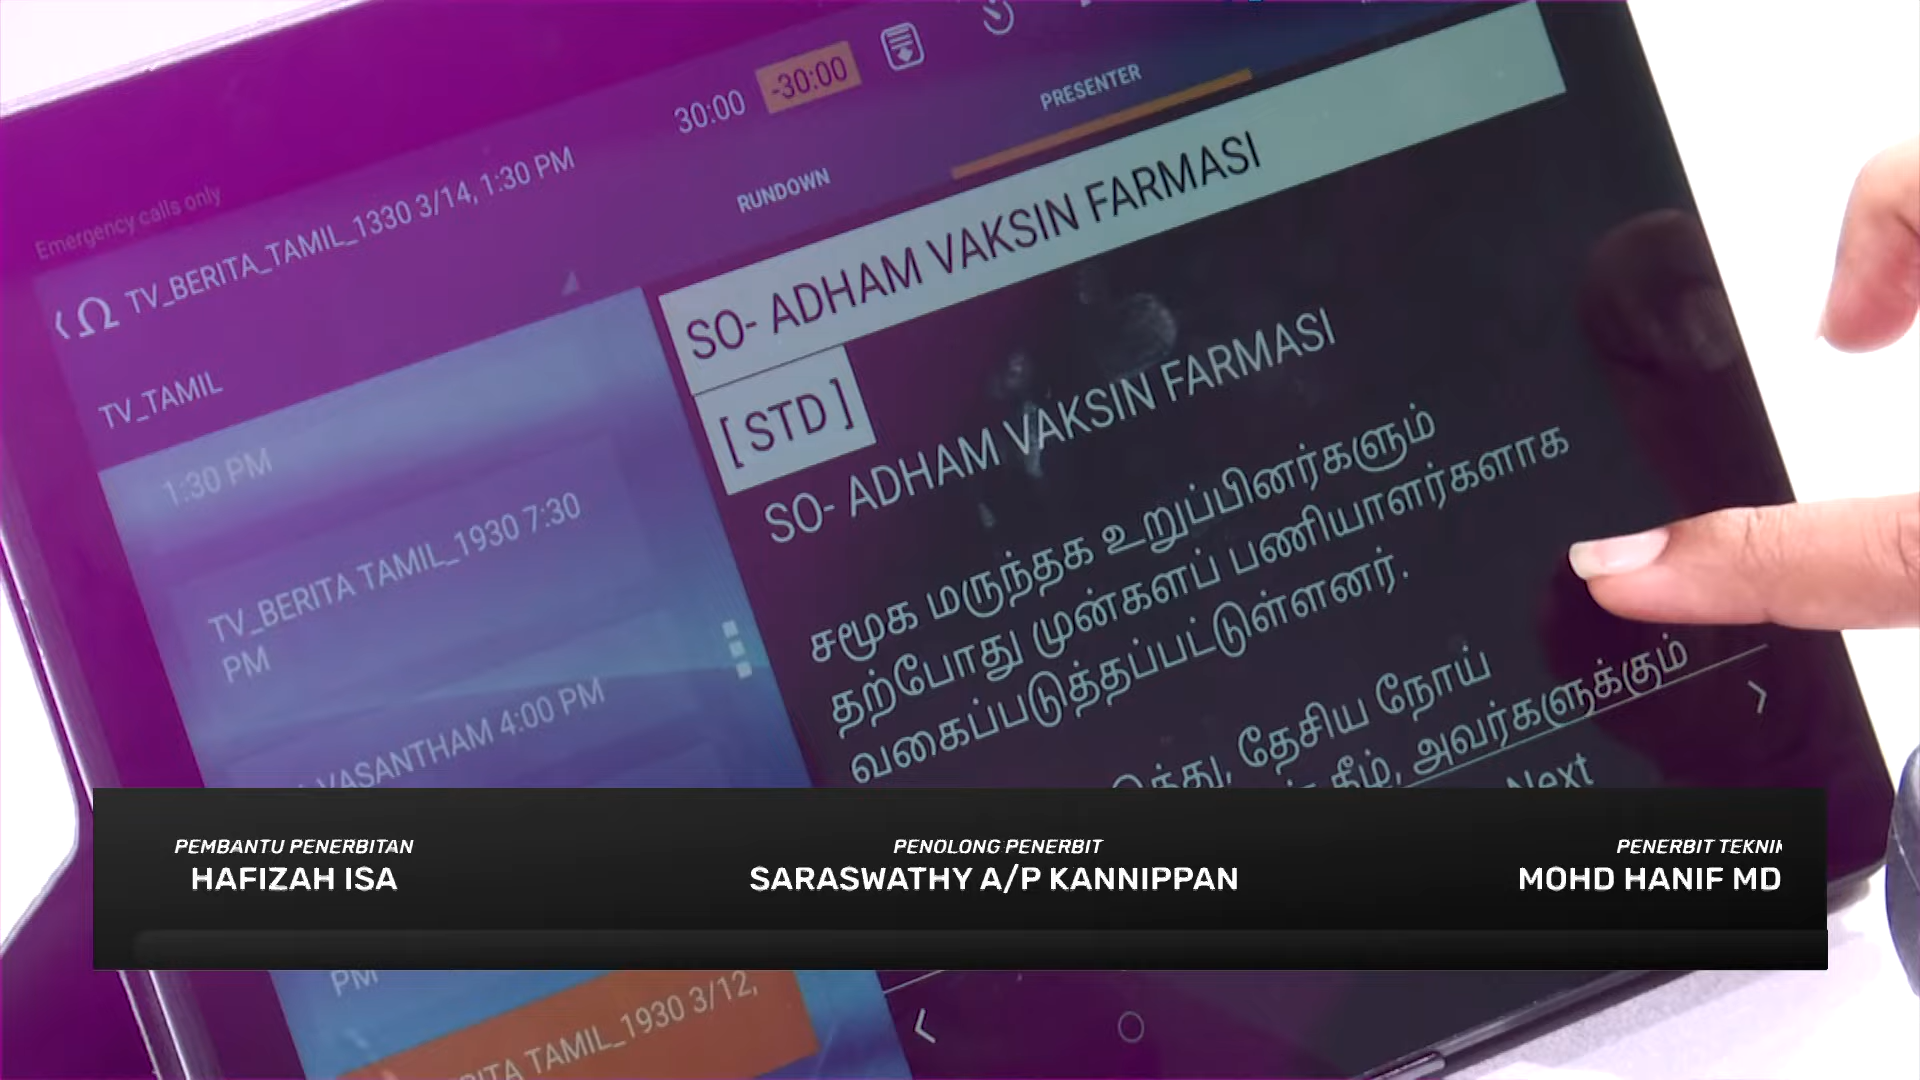 Emergency calls only
TV_BERITA_TAMIL_1330 3/14, 1:30 PM
30:00 -30:00
TV_TAMIL
1:30 PM
TV_BERITA TAMIL_1930 7:30
PM
VASANTHAM 4:00 PM
PM
TAMIL_1930 3/12,
RUNDOWN
PRESENTER
SO- ADHAM VAKSIN FARMASI
[ STD ]
SO- ADHAM VAKSIN FARMASI
சமூக மருந்தக உறுப்பினர்களும்
தற்போது முன்களப் பணியாளர்களாக
வகைப்படுத்தப்பட்டுள்ளனர்.
தேசிய நோய்
கீழ், அவர்களுக்கும்
Next
PEMBANTU PENERBITAN
HAFIZAH ISA
PENOLONG PENERBIT
SARASWATHY A/P KANNIPPAN
PENERBIT TEKNIK
MOHD HANIF MD